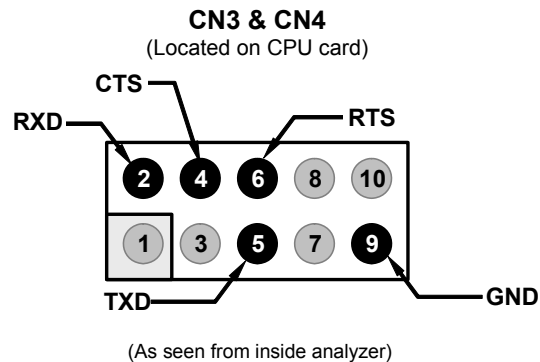 CN3 & CN4
(Located on CPU card)
CTS
RXD
RTS
2 4 6 8 10
1 3 5 7 9
TXD
GND
(As seen from inside analyzer)